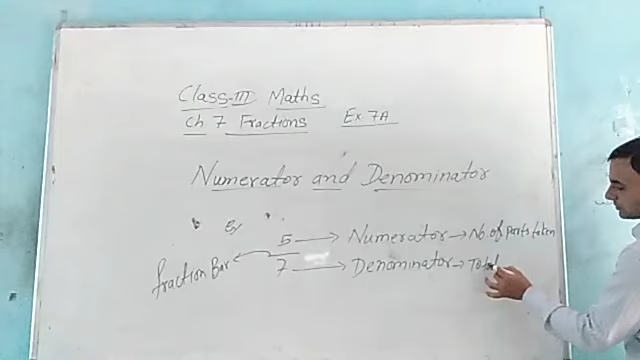 Class-III Maths
Ch 7 Fractions Ex 7A
Numerator and Denominator
Ex
5 → Numerator → No. of parts taken
fraction Bar
7 → Denominator → Total